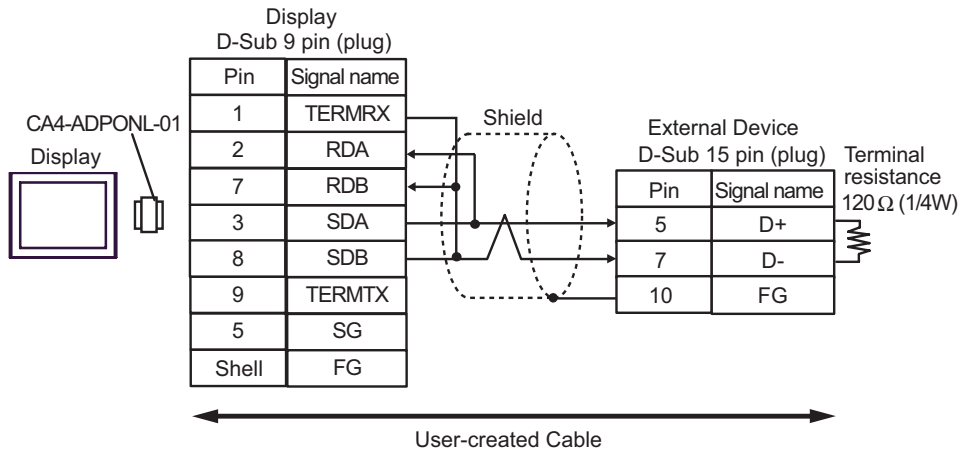 Display
D-Sub 9 pin (plug)
Pin Signal name
1 TERMRX
2 RDA
7 RDB
3 SDA
8 SDB
9 TERMTX
5 SG
Shell FG
CA4-ADPONL-01
Display
Shield
External Device
D-Sub 15 pin (plug)
Pin Signal name
5 D+
7 D-
10 FG
Terminal
resistance
120Ω (1/4W)
User-created Cable